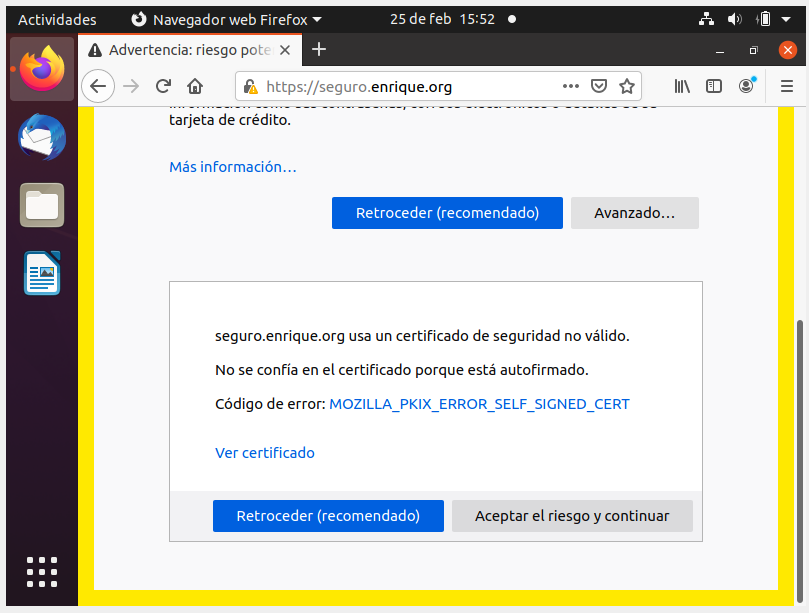 Actividades
Navegador web Firefox
25 de feb 15:52
Advertencia: riesgo pote
https://seguro.enrique.org
tarjeta de crédito.
Más información…
Retroceder (recomendado)
Avanzado…
seguro.enrique.org usa un certificado de seguridad no válido.
No se confía en el certificado porque está autofirmado.
Código de error: MOZILLA_PKIX_ERROR_SELF_SIGNED_CERT
Ver certificado
Retroceder (recomendado)
Aceptar el riesgo y continuar